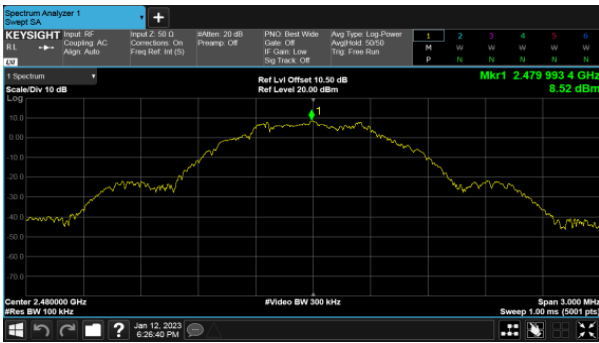 Spectrum Analyzer 1
Swept SA
+
KEYSIGHT
Input: RF
Input Z: 50 Ω
#Atten: 20 dB
PNO: Best Wide
Avg Type: Log-Power
1 2 3 4 5 6
RL
Coupling: AC
Corrections: On
Preamp: Off
Gate: Off
Avg|Hold: 50/50
M W W W W W
Align: Auto
Freq Ref: Int (S)
IF Gain: Low
Trig: Free Run
Sig Track: Off
P N N N N N
LXI
1 Spectrum
Ref Lvl Offset 10.50 dB
Mkr1 2.479 993 4 GHz
Scale/Div 10 dB
Ref Level 20.00 dBm
8.52 dBm
Log
1
10.0
0.00
-10.0
-20.0
-30.0
-40.0
-50.0
-60.0
-70.0
Center 2.480000 GHz
#Video BW 300 kHz
Span 3.000 MHz
#Res BW 100 kHz
Sweep 1.00 ms (5001 pts)
?
Jan 12, 2023
6:26:40 PM